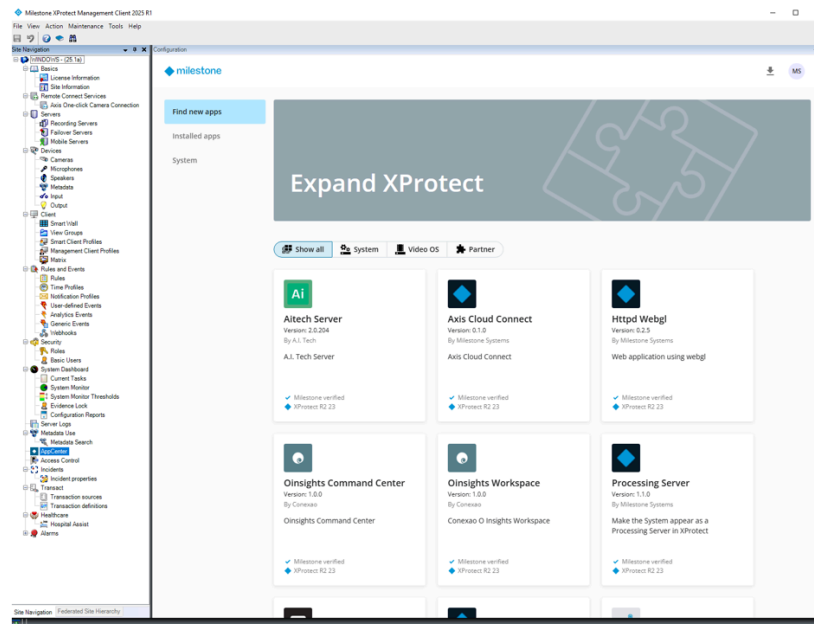 Milestone XProtect Management Client 2025 R1
File View Action Maintenance Tools Help
Site Navigation
WINDOWS - (25.1a)
Basics
License Information
Site Information
Remote Connect Services
Axis One-click Camera Connection
Servers
Recording Servers
Failover Servers
Mobile Servers
Devices
Cameras
Microphones
Speakers
Metadata
Input
Output
Client
Smart Wall
View Groups
Smart Client Profiles
Management Client Profiles
Matrix
Rules and Events
Rules
Time Profiles
Notification Profiles
User-defined Events
Analytics Events
Generic Events
Webhooks
Security
Roles
Basic Users
System Dashboard
Current Tasks
System Monitor
System Monitor Thresholds
Evidence Lock
Configuration Reports
Server Logs
Metadata Use
Metadata Search
AppCenter
Access Control
Incidents
Incident properties
Transact
Transaction sources
Transaction definitions
Healthcare
Hospital Assist
Alarms
Site Navigation Federated Site Hierarchy
Configuration
milestone
MS
Find new apps
Installed apps
System
Expand XProtect
Show all System Video OS Partner
Ai
Aitech Server
Version: 2.0.204
By A.I. Tech
A.I. Tech Server
Milestone verified
XProtect R2 23
Axis Cloud Connect
Version: 0.1.0
By Milestone Systems
Axis Cloud Connect
Milestone verified
XProtect R2 23
Httpd Webgl
Version: 0.2.5
By Milestone Systems
Web application using webgl
Milestone verified
XProtect R2 23
Oinsights Command Center
Version: 1.0.0
By Conexao
Oinsights Command Center
Milestone verified
XProtect R2 23
Oinsights Workspace
Version: 1.0.0
By Conexao
Conexao O Insights Workspace
Milestone verified
XProtect R2 23
Processing Server
Version: 1.1.0
By Milestone Systems
Make the System appear as a
Processing Server in XProtect
Milestone verified
XProtect R2 23